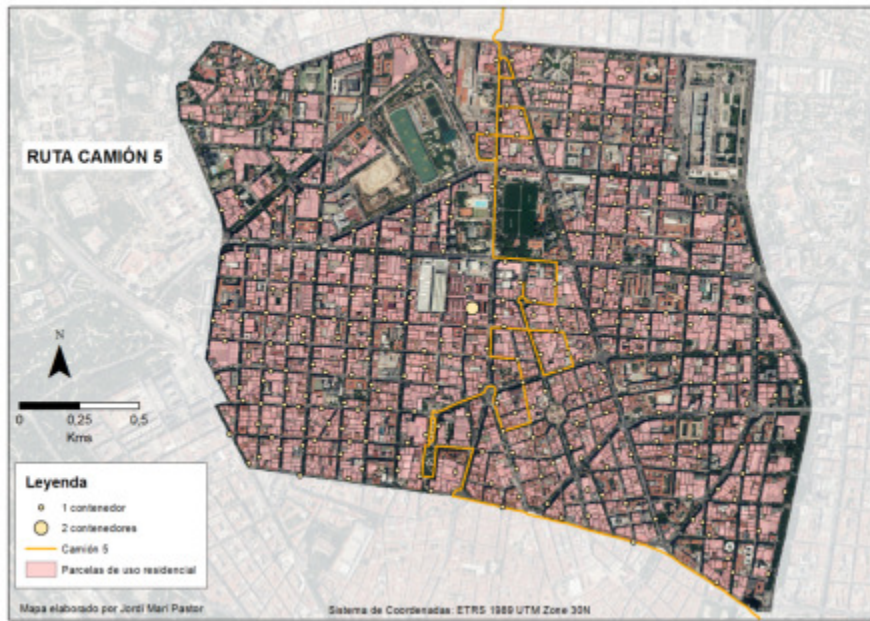 RUTA CAMIÓN 5
N
0 0,25 0,5
Kms
Leyenda
1 contenedor
2 contenedores
Camión 5
Parcelas de uso residencial
Mapa elaborado por Jordi Marí Pastor
Sistema de Coordenadas: ETRS 1989 UTM Zone 30N